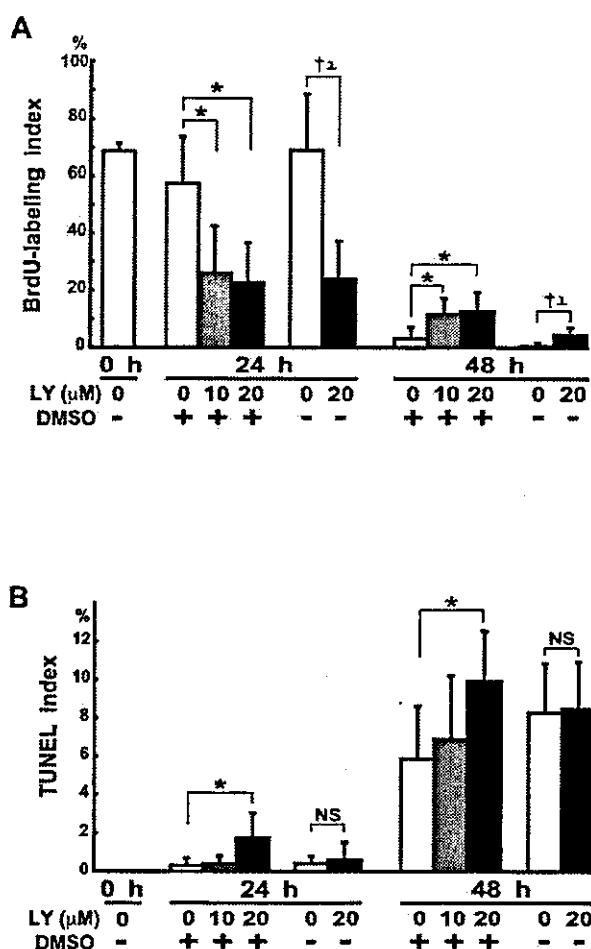 A
%
100
80
60
40
20
0
BrdU-labeling index
* * †2 * * †2
0 h 24 h 48 h
LY (µM) 0 0 10 20 0 20 0 10 20 0 20
DMSO - + + + - - + + + - -
B
%
12
10
8
6
4
2
0
TUNEL index
* NS * NS
0 h 24 h 48 h
LY (µM) 0 0 10 20 0 20 0 10 20 0 20
DMSO - + + + - - + + + - -